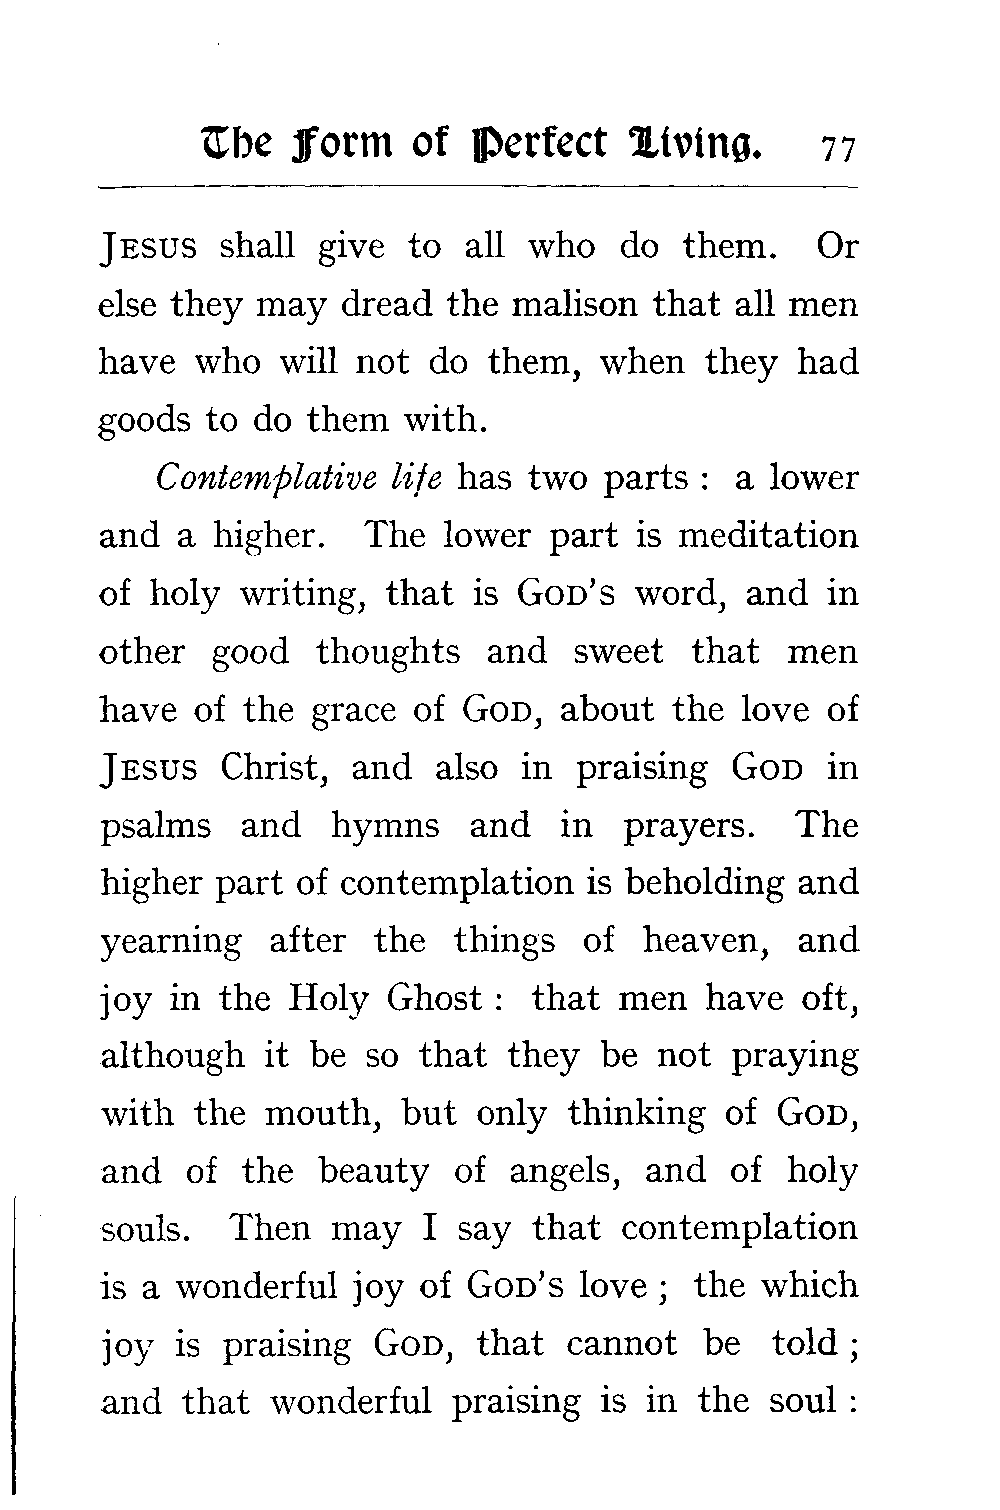 The Form of Perfect Living. 77
JESUS shall give to all who do them. Or
else they may dread the malison that all men
have who will not do them, when they had
goods to do them with.
Contemplative life has two parts : a lower
and a higher. The lower part is meditation
of holy writing, that is GOD'S word, and in
other good thoughts and sweet that men
have of the grace of GOD, about the love of
JESUS Christ, and also in praising GOD in
psalms and hymns and in prayers. The
higher part of contemplation is beholding and
yearning after the things of heaven, and
joy in the Holy Ghost : that men have oft,
although it be so that they be not praying
with the mouth, but only thinking of GOD,
and of the beauty of angels, and of holy
souls. Then may I say that contemplation
is a wonderful joy of GOD'S love ; the which
joy is praising GOD, that cannot be told ;
and that wonderful praising is in the soul :